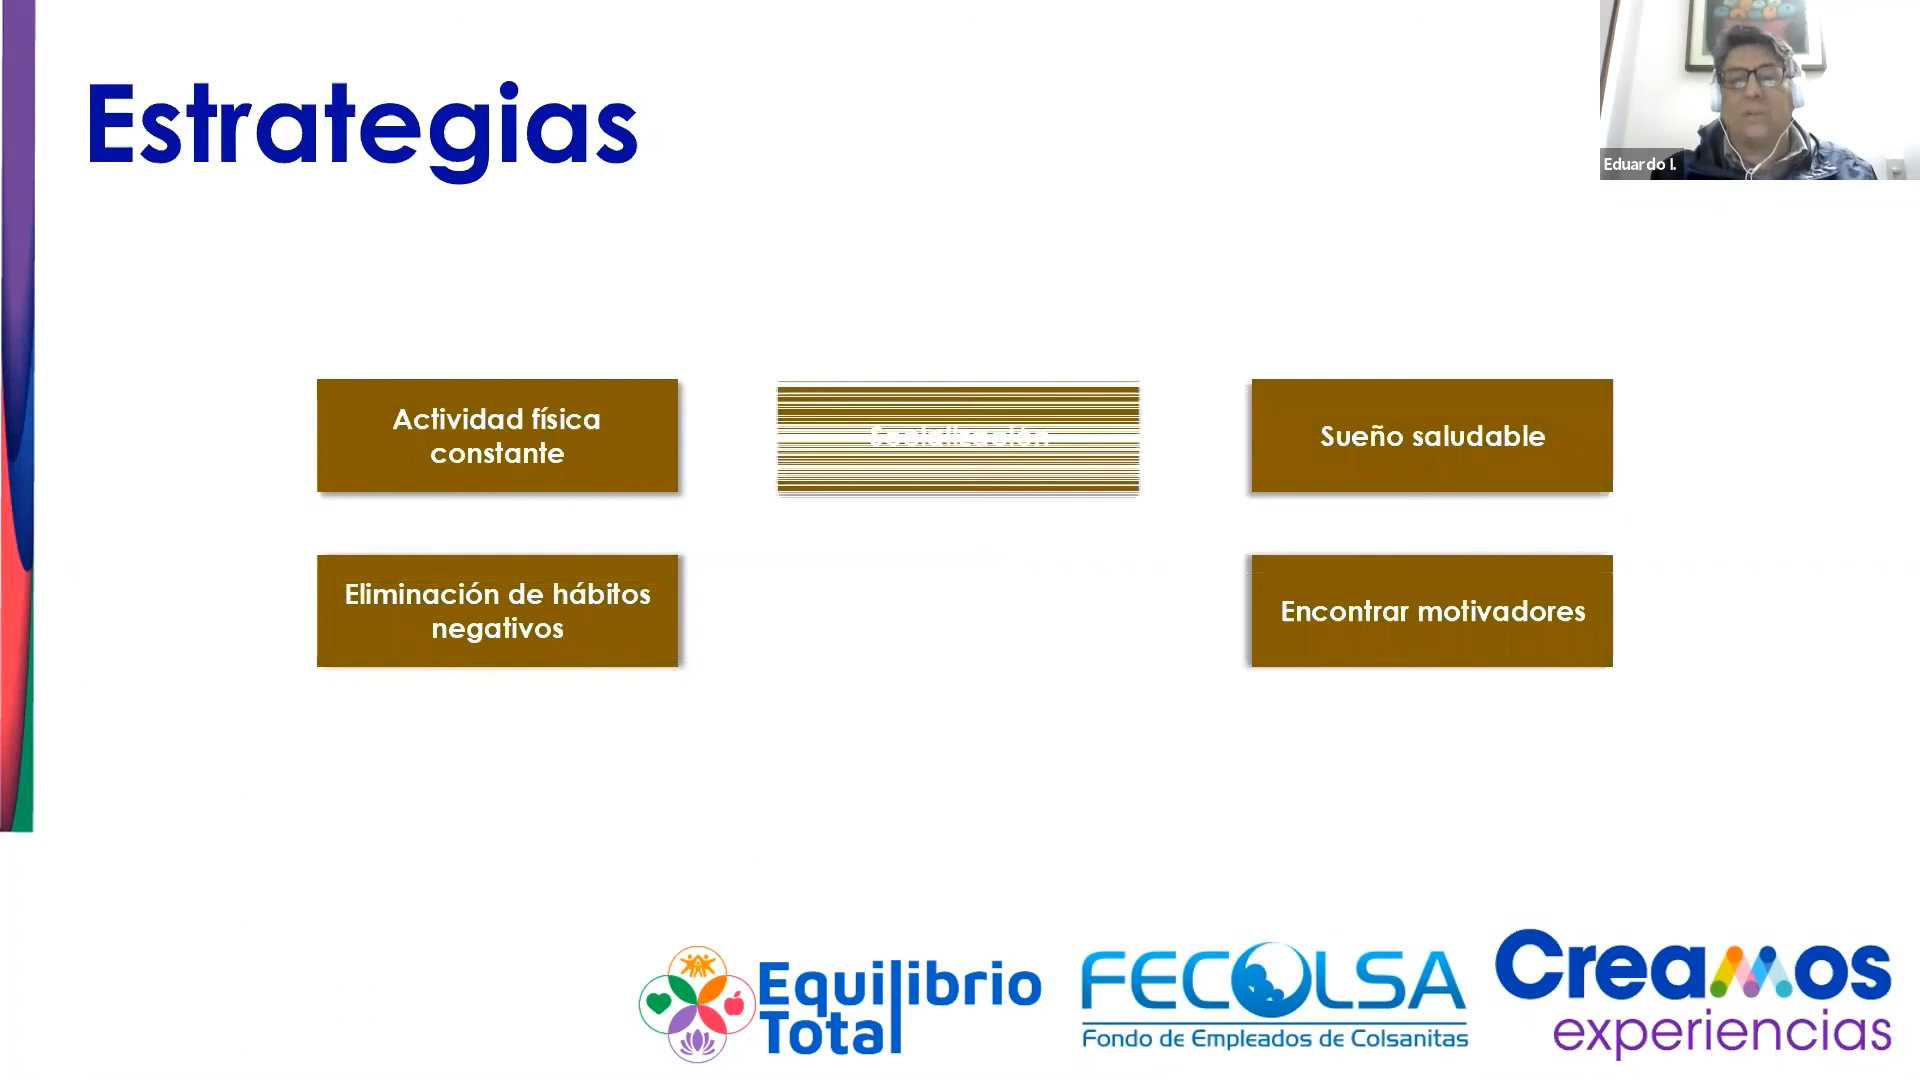 Estrategias
Eduardo I.
Actividad física
constante
Socialización
Sueño saludable
Eliminación de hábitos
negativos
Encontrar motivadores
Equilibrio
Total
FECOLSA
Fondo de Empleados de Colsanitas
Creamos
experiencias